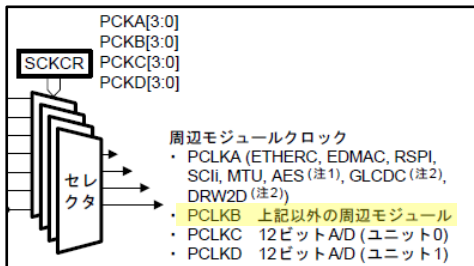 PCKA[3:0]
PCKB[3:0]
SCKCR PCKC[3:0]
PCKD[3:0]
周辺モジュールクロック
・ PCLKA (ETHERC, EDMAC, RSPI,
SCIi, MTU, AES (注1), GLCDC (注2),
DRW2D (注2))
・ PCLKB 上記以外の周辺モジュール
・ PCLKC 12ビットA/D (ユニット0)
・ PCLKD 12ビットA/D (ユニット1)
セレ
クタ